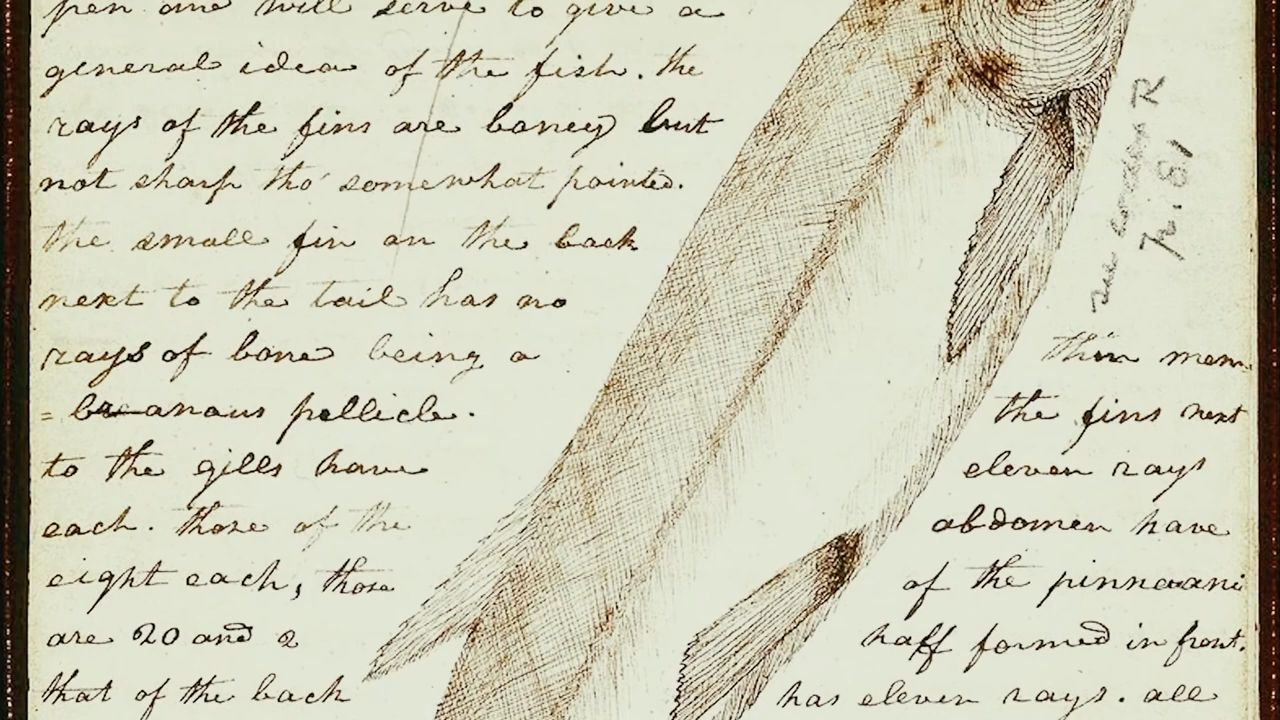 pen one will serve to give a
general idea of the fish. the
rays of the fins are boney but
not sharp tho' somewhat pointed.
the small fin on the back
next to the tail has no
rays of bone being a thin mem-
= branous pellicle. the fins next
to the gills have eleven rays
each. those of the abdomen have
eight each, those of the pinnaani
are 20 and 2 haff formed in front.
that of the back has eleven rays. all
see codex R
p. 81